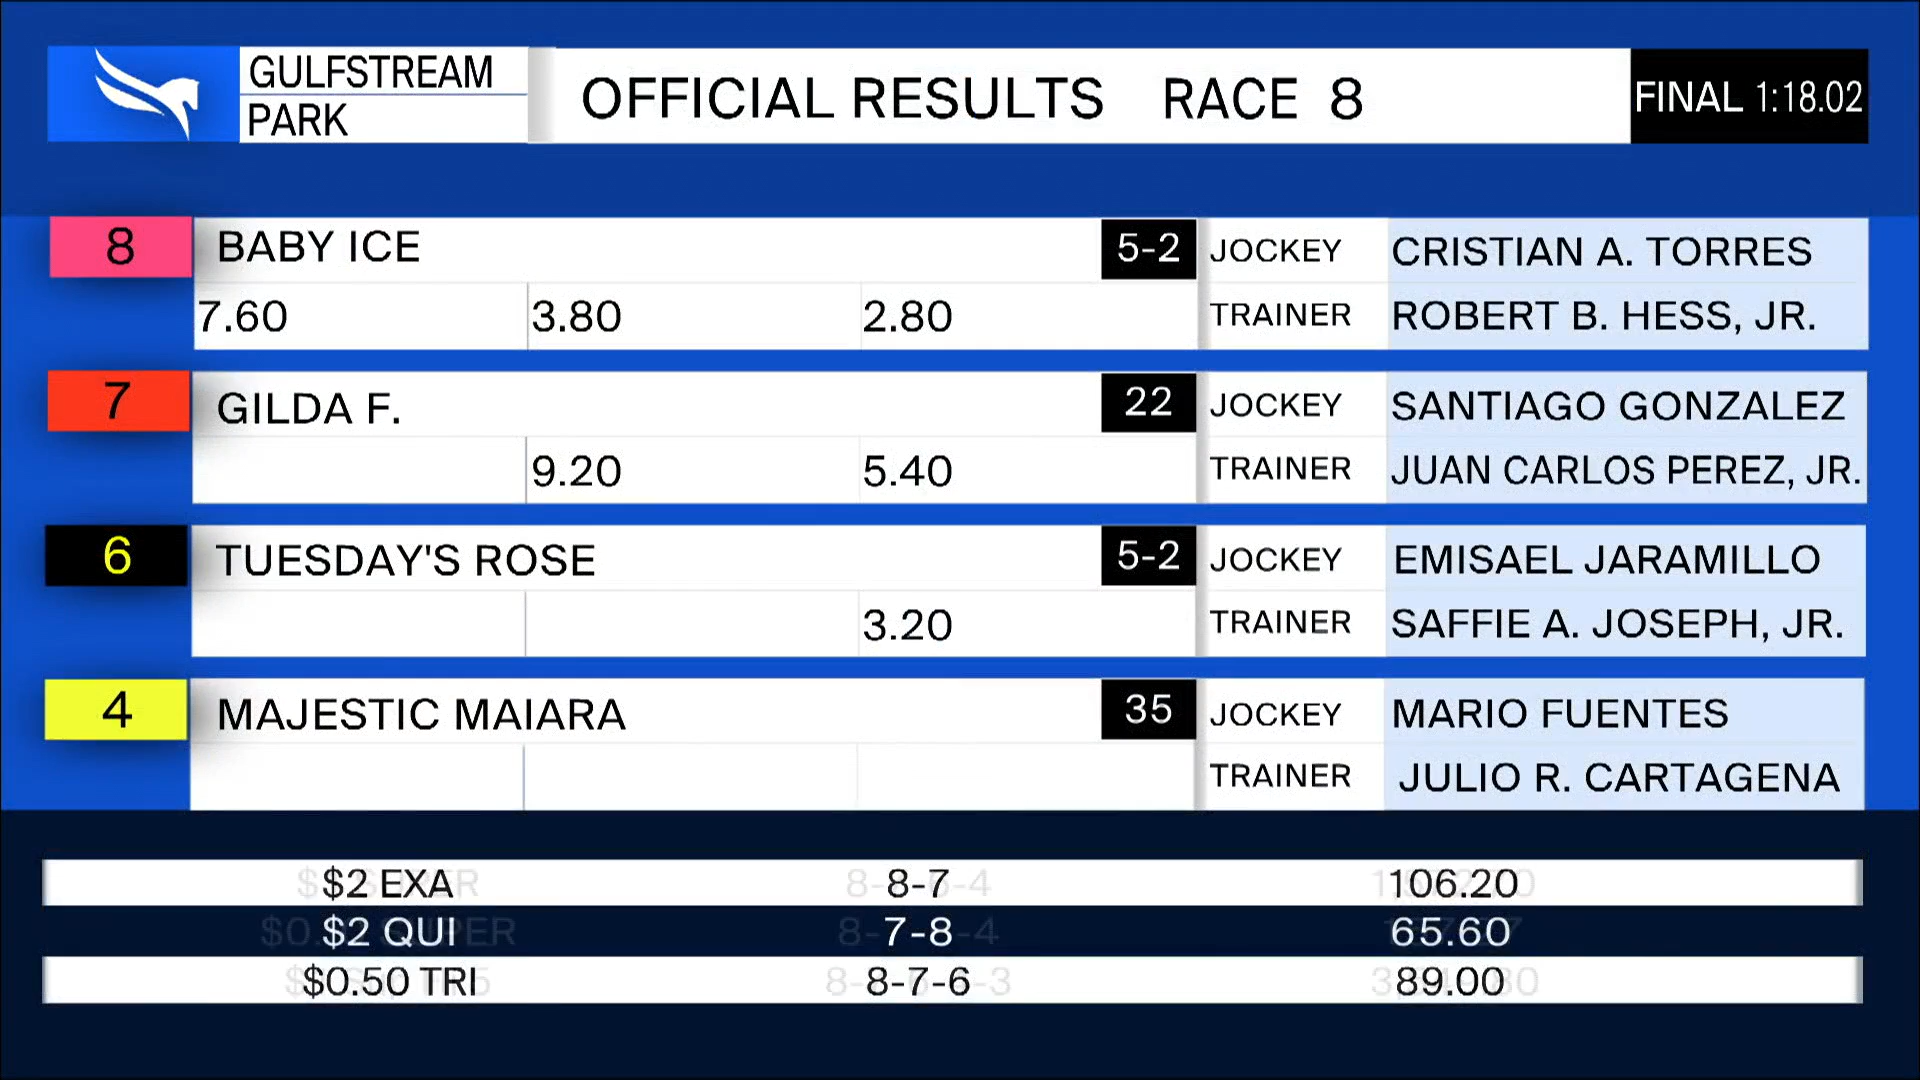 GULFSTREAM
PARK
OFFICIAL RESULTS RACE 8
FINAL 1:18.02
8 BABY ICE 5-2 JOCKEY CRISTIAN A. TORRES
7.60 3.80 2.80 TRAINER ROBERT B. HESS, JR.
7 GILDA F. 22 JOCKEY SANTIAGO GONZALEZ
9.20 5.40 TRAINER JUAN CARLOS PEREZ, JR.
6 TUESDAY'S ROSE 5-2 JOCKEY EMISAEL JARAMILLO
3.20 TRAINER SAFFIE A. JOSEPH, JR.
4 MAJESTIC MAIARA 35 JOCKEY MARIO FUENTES
TRAINER JULIO R. CARTAGENA
$2 EXA 8-7 106.20
$2 QUI 7-8 65.60
$0.50 TRI 8-7-6 89.00